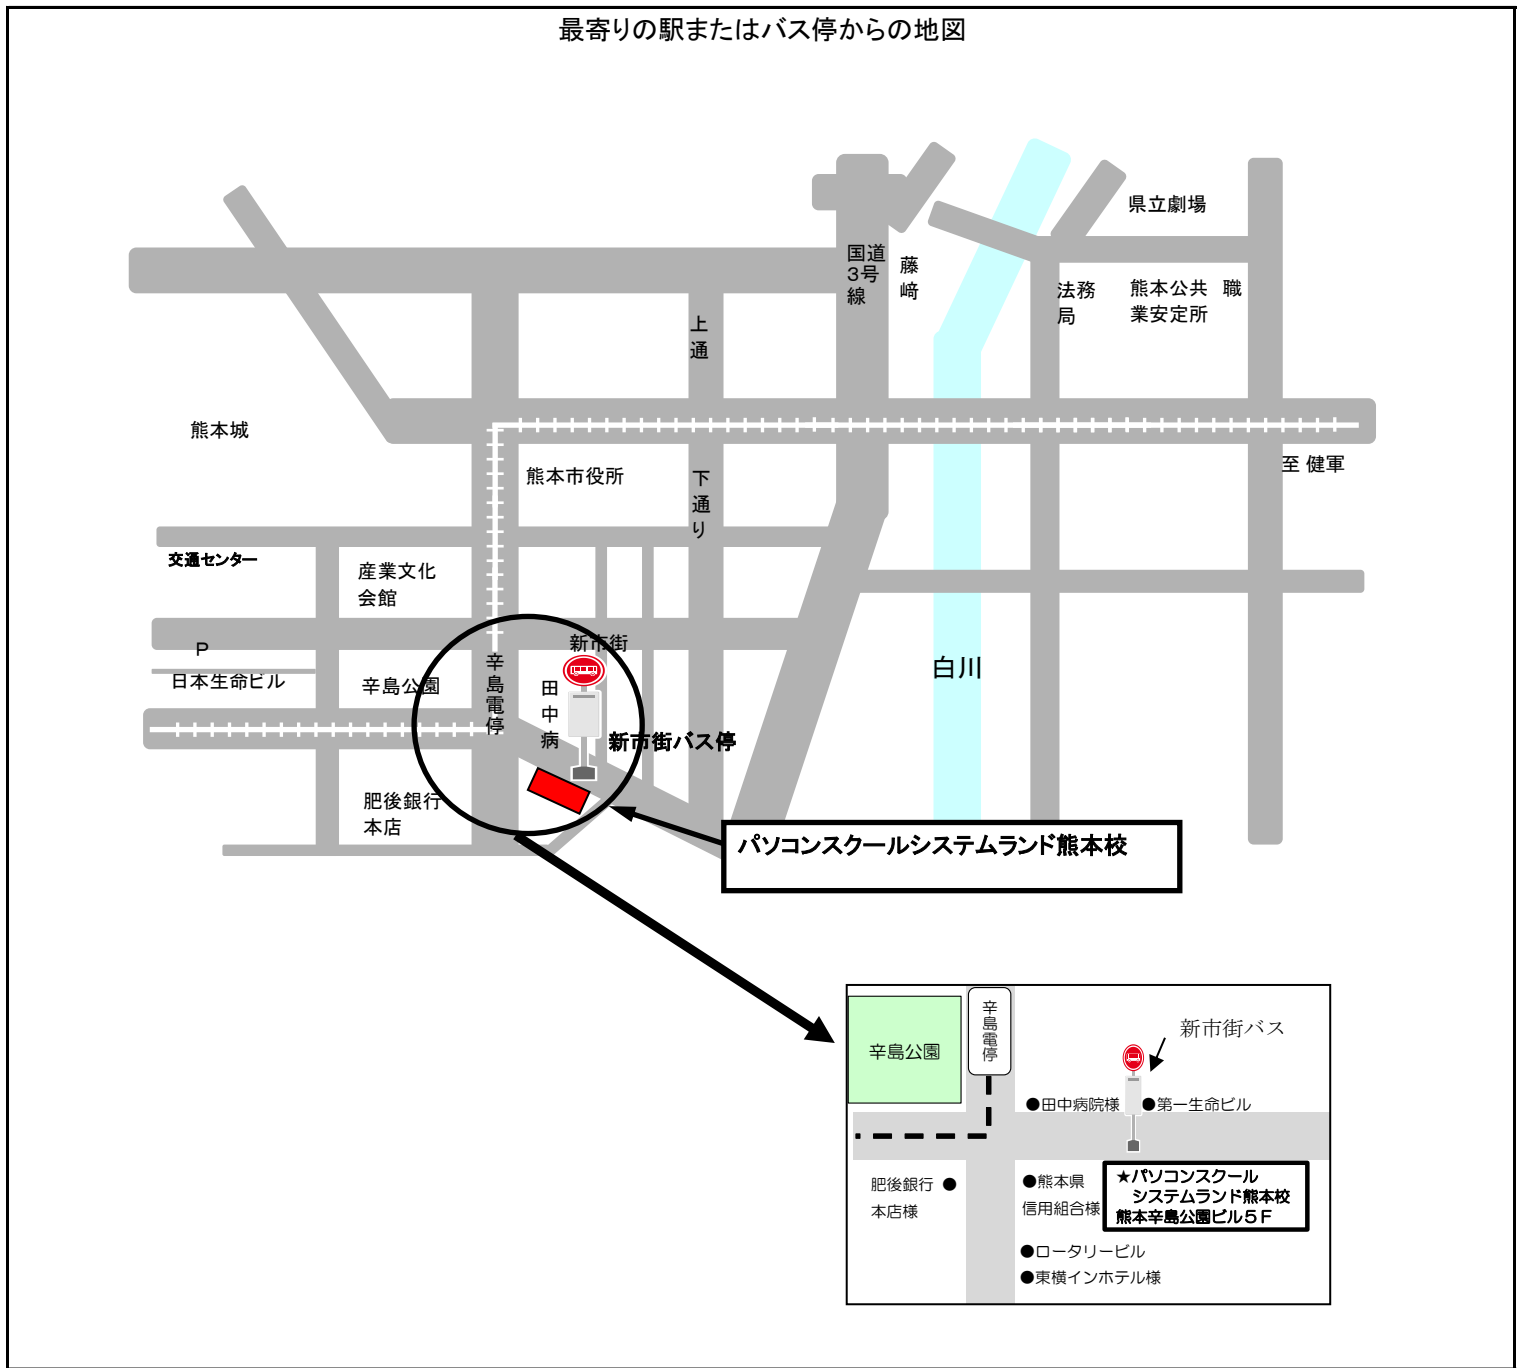 最寄りの駅またはバス停からの地図
県立劇場
国道
3号
線
藤
﨑
法務
局
熊本公共　職
業安定所
上
通
熊本城
熊本市役所
下
通
り
至 健軍
交通センター
産業文化
会館
P
日本生命ビル
辛島公園
辛
島
電
停
新市街
田
中
病
新市街バス停
白川
肥後銀行
本店
パソコンスクールシステムランド熊本校
辛島公園
辛
島
電
停
新市街バス
●田中病院様
●第一生命ビル
肥後銀行 ●
本店様
●熊本県
信用組合様
★パソコンスクール
システムランド熊本校
熊本辛島公園ビル5F
●ロータリービル
●東横インホテル様